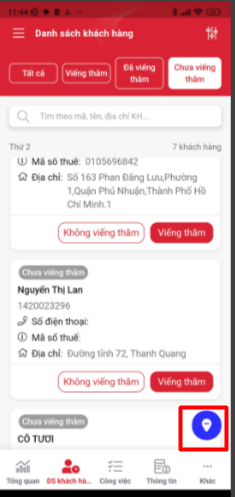 11:44
Danh sách khách hàng
Tất cả
Viếng thăm
Đã viếng thăm
Chưa viếng thăm
Tìm theo mã, tên, địa chỉ KH...
Thứ 2
7 khách hàng
Mã số thuế: 0105696842
Địa chỉ: Số 163 Phan Đăng Lưu,Phường
1,Quận Phú Nhuận,Thành Phố Hồ
Chí Minh.1
Không viếng thăm
Viếng thăm
Chưa viếng thăm
Nguyễn Thị Lan
1420023296
Số điện thoại:
Mã số thuế:
Địa chỉ: Đường tỉnh 72, Thanh Quang
Không viếng thăm
Viếng thăm
Chưa viếng thăm
CÔ TƯƠI
Tổng quan
DS khách hà...
Công việc
Thông tin
Khác